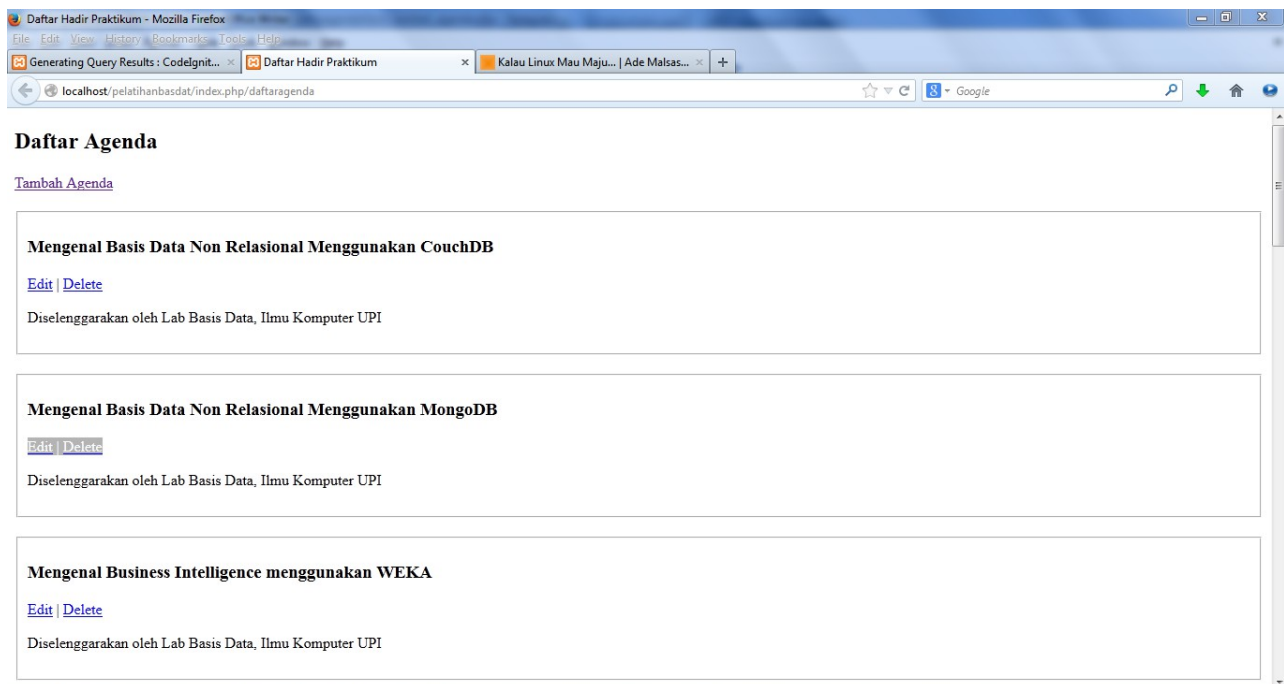 Daftar Hadir Praktikum - Mozilla Firefox
File Edit View History Bookmarks Tools Help
Generating Query Results : CodeIgnit... Daftar Hadir Praktikum Kalau Linux Mau Maju... | Ade Malsas...
localhost/pelatihanbasdat/index.php/daftaragenda Google
Daftar Agenda
Tambah Agenda
Mengenal Basis Data Non Relasional Menggunakan CouchDB
Edit | Delete
Diselenggarakan oleh Lab Basis Data, Ilmu Komputer UPI
Mengenal Basis Data Non Relasional Menggunakan MongoDB
Edit | Delete
Diselenggarakan oleh Lab Basis Data, Ilmu Komputer UPI
Mengenal Business Intelligence menggunakan WEKA
Edit | Delete
Diselenggarakan oleh Lab Basis Data, Ilmu Komputer UPI